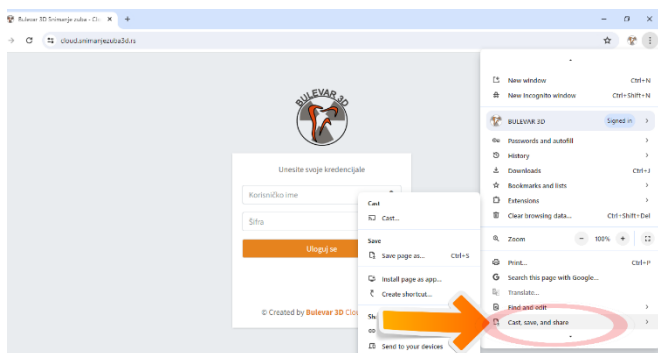 Bulevar 3D Snimanje zuba - Clo
cloud.snimanjezuba3d.rs
BULEVAR 3D
Unesite svoje kredencijale
Korisničko ime
Šifra
Uloguj se
© Created by Bulevar 3D Clou
Cast
Cast...
Save
Save page as... Ctrl+S
Install page as app...
Create shortcut...
Sh
Send to your devices
New window Ctrl+N
New Incognito window Ctrl+Shift+N
BULEVAR 3D Signed in
Passwords and autofill
History
Downloads Ctrl+J
Bookmarks and lists
Extensions
Clear browsing data... Ctrl+Shift+Del
Zoom - 100% +
Print... Ctrl+P
Search this page with Google...
Translate...
Find and edit
Cast, save, and share